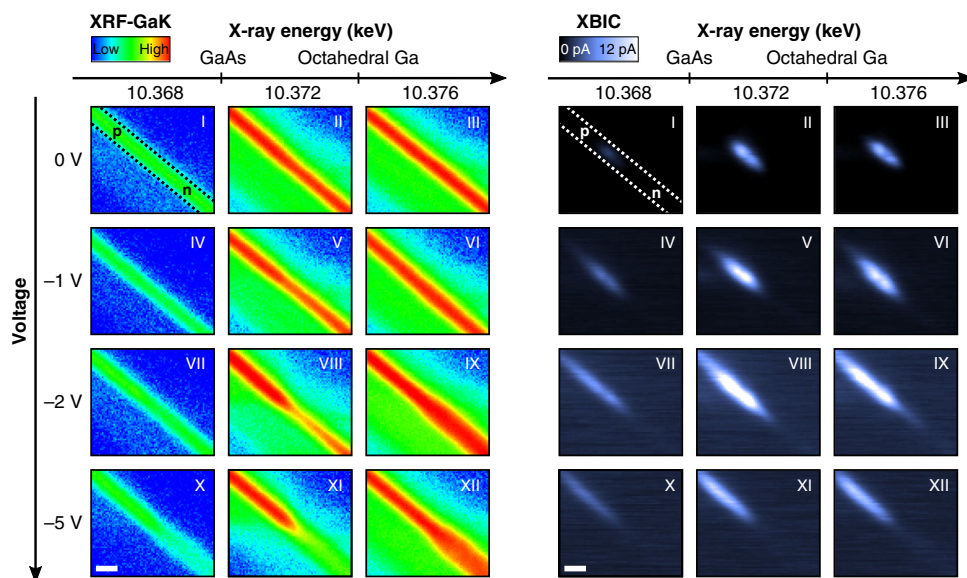 XRF-GaK
X-ray energy (keV)
Low High
GaAs Octahedral Ga
10.368 10.372 10.376
Voltage
0 V
p
n
I
II
III
−1 V
IV
V
VI
−2 V
VII
VIII
IX
−5 V
X
XI
XII
XBIC
X-ray energy (keV)
0 pA 12 pA
GaAs Octahedral Ga
10.368 10.372 10.376
p
n
I
II
III
IV
V
VI
VII
VIII
IX
X
XI
XII